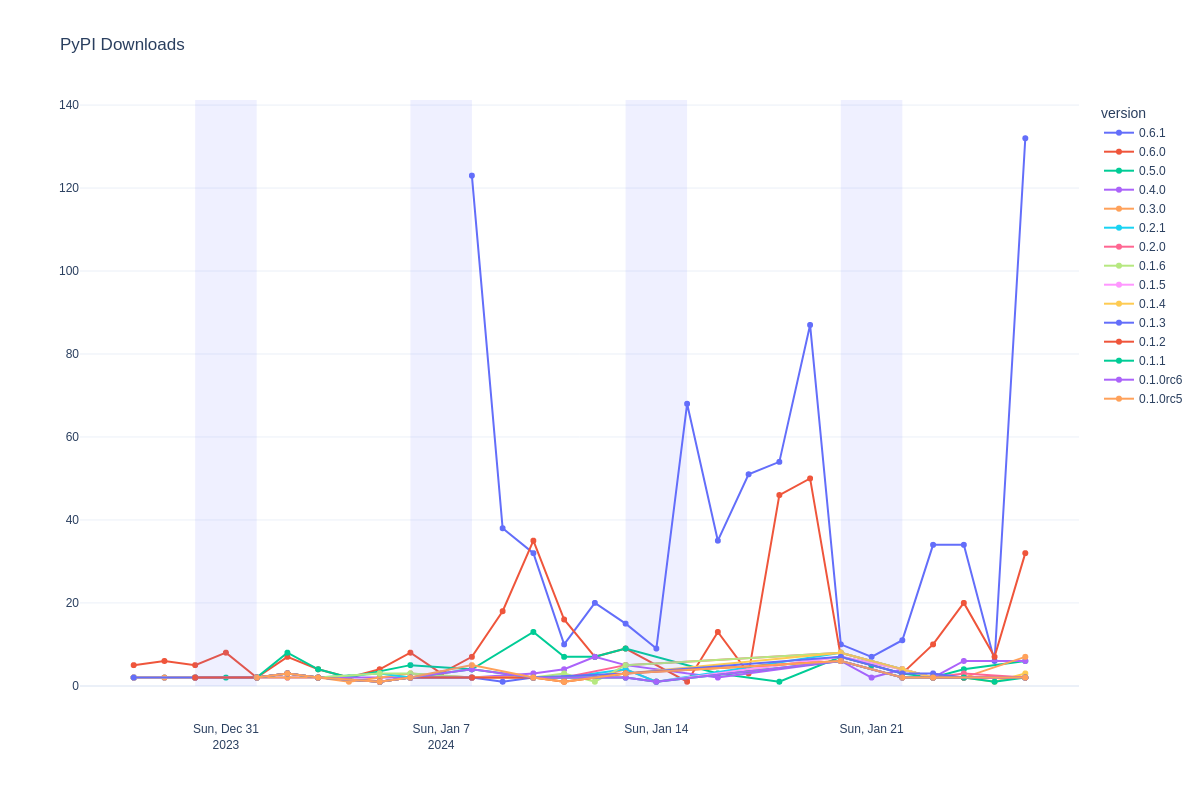 PyPI Downloads
140
120
100
80
60
40
20
0
Sun, Dec 31
2023
Sun, Jan 7
2024
Sun, Jan 14
Sun, Jan 21
version
0.6.1
0.6.0
0.5.0
0.4.0
0.3.0
0.2.1
0.2.0
0.1.6
0.1.5
0.1.4
0.1.3
0.1.2
0.1.1
0.1.0rc6
0.1.0rc5